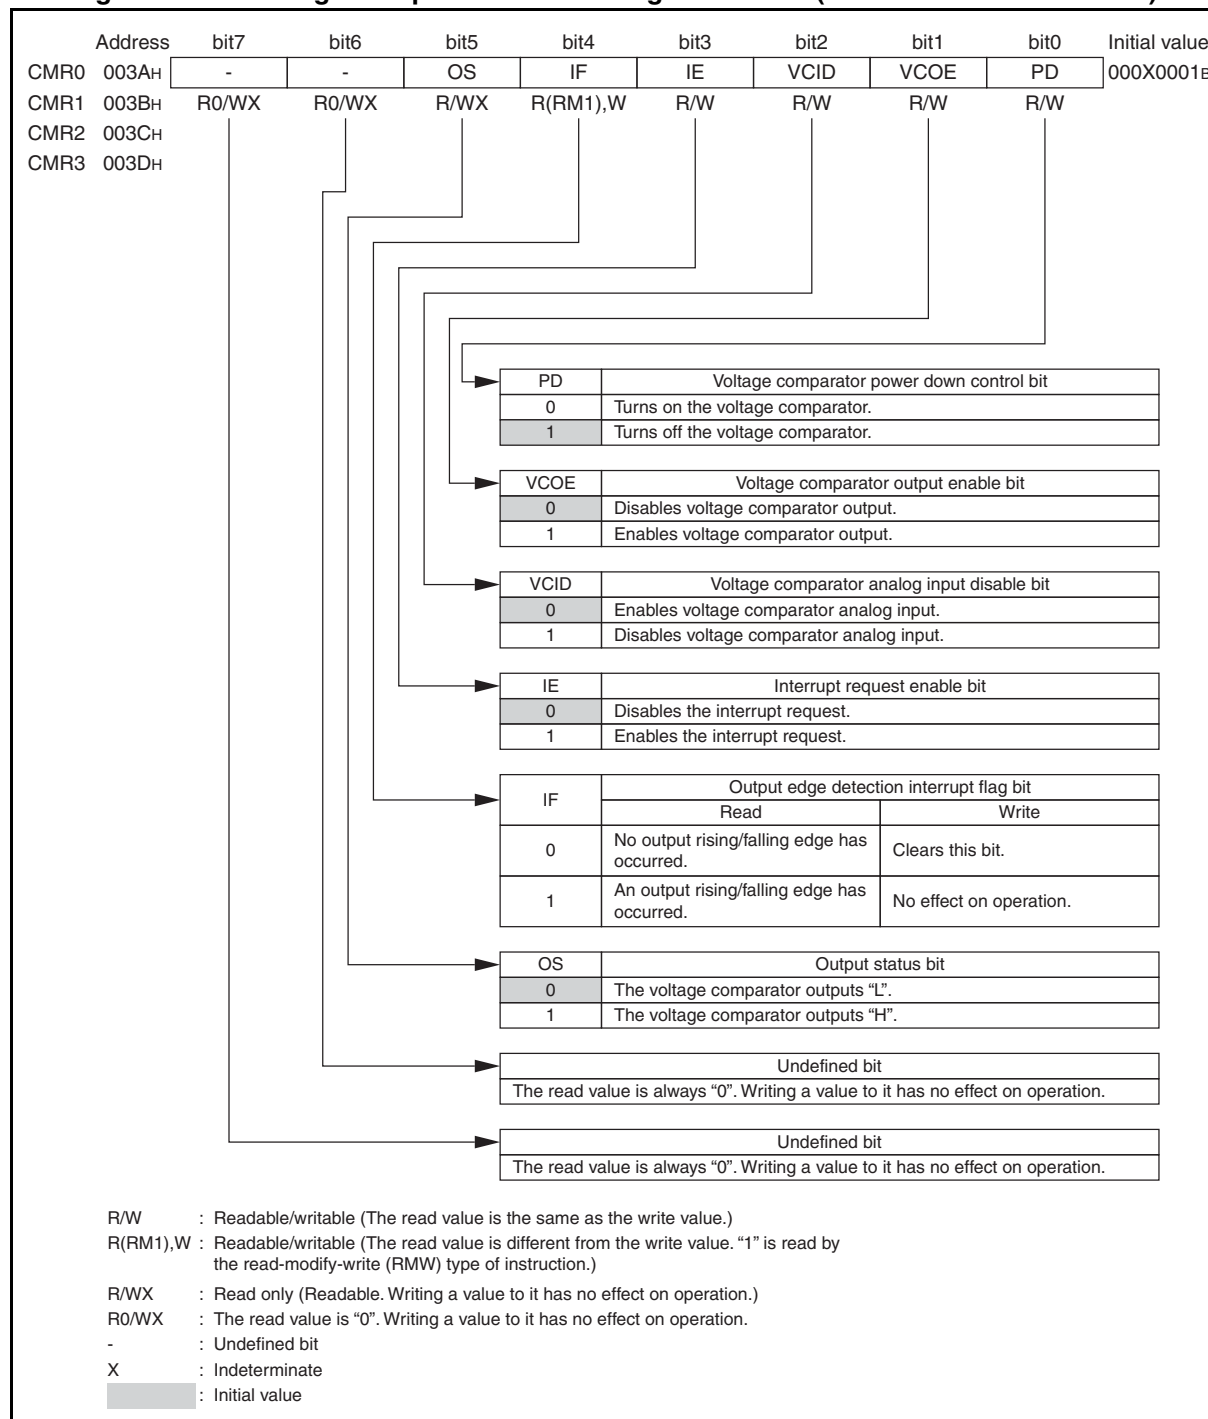 Address bit7 bit6 bit5 bit4 bit3 bit2 bit1 bit0 Initial value
CMR0 003AH - - OS IF IE VCID VCOE PD 000X0001B
CMR1 003BH R0/WX R0/WX R/WX R(RM1),W R/W R/W R/W R/W
CMR2 003CH
CMR3 003DH
PD Voltage comparator power down control bit
0 Turns on the voltage comparator.
1 Turns off the voltage comparator.
VCOE Voltage comparator output enable bit
0 Disables voltage comparator output.
1 Enables voltage comparator output.
VCID Voltage comparator analog input disable bit
0 Enables voltage comparator analog input.
1 Disables voltage comparator analog input.
IE Interrupt request enable bit
0 Disables the interrupt request.
1 Enables the interrupt request.
IF Output edge detection interrupt flag bit
Read Write
0 No output rising/falling edge has occurred. Clears this bit.
1 An output rising/falling edge has occurred. No effect on operation.
OS Output status bit
0 The voltage comparator outputs “L”.
1 The voltage comparator outputs “H”.
Undefined bit
The read value is always “0”. Writing a value to it has no effect on operation.
Undefined bit
The read value is always “0”. Writing a value to it has no effect on operation.
R/W : Readable/writable (The read value is the same as the write value.)
R(RM1),W : Readable/writable (The read value is different from the write value. “1” is read by
the read-modify-write (RMW) type of instruction.)
R/WX : Read only (Readable. Writing a value to it has no effect on operation.)
R0/WX : The read value is “0”. Writing a value to it has no effect on operation.
- : Undefined bit
X : Indeterminate
: Initial value